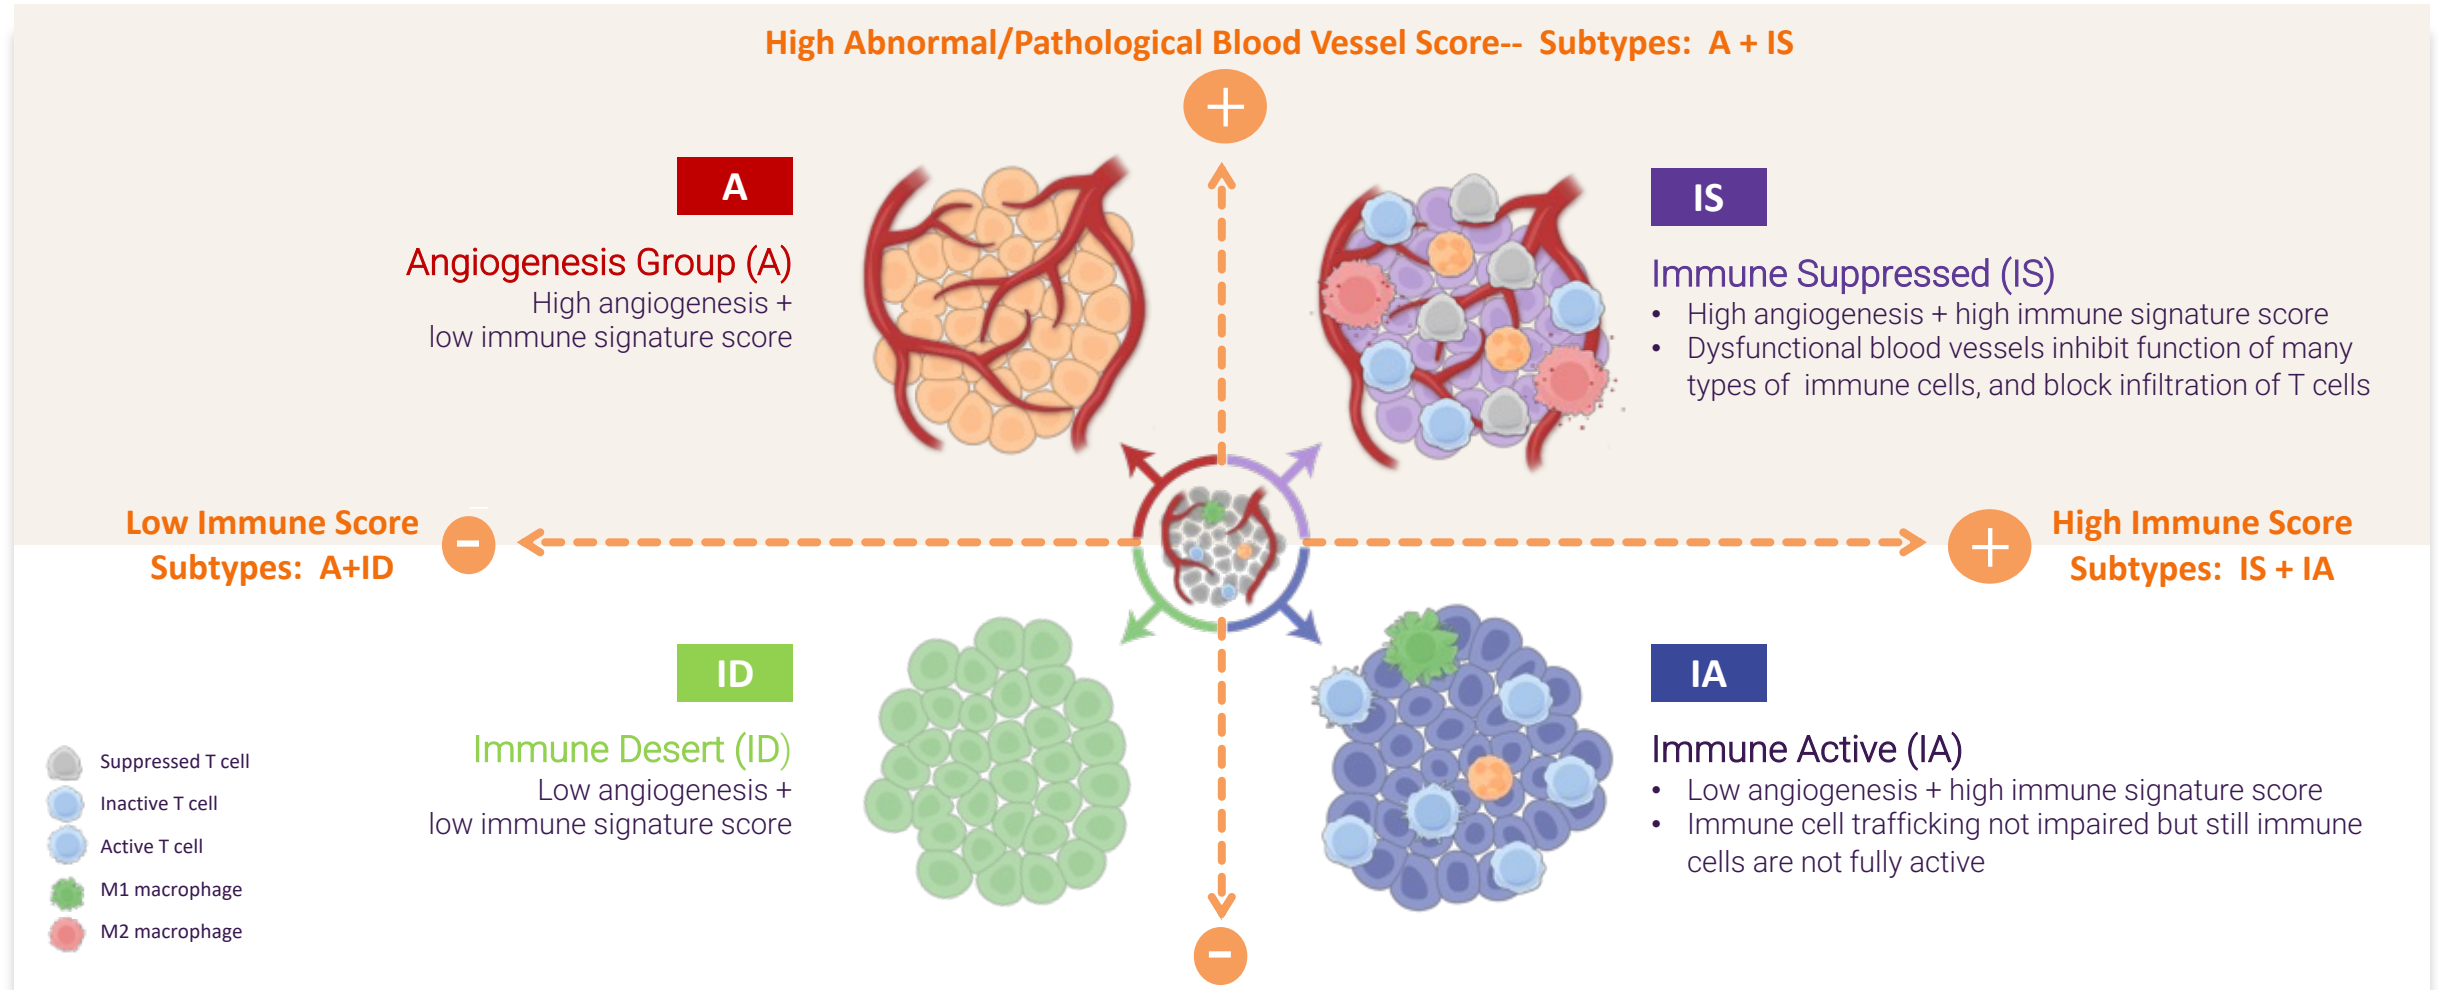 High Abnormal/Pathological Blood Vessel Score-- Subtypes: A + IS
+
A
Angiogenesis Group (A)
High angiogenesis +
low immune signature score
IS
Immune Suppressed (IS)
• High angiogenesis + high immune signature score
• Dysfunctional blood vessels inhibit function of many
types of immune cells, and block infiltration of T cells
Low Immune Score
Subtypes: A+ID
-
+
High Immune Score
Subtypes: IS + IA
ID
Immune Desert (ID)
Low angiogenesis +
low immune signature score
IA
Immune Active (IA)
• Low angiogenesis + high immune signature score
• Immune cell trafficking not impaired but still immune
cells are not fully active
Suppressed T cell
Inactive T cell
Active T cell
M1 macrophage
M2 macrophage
-